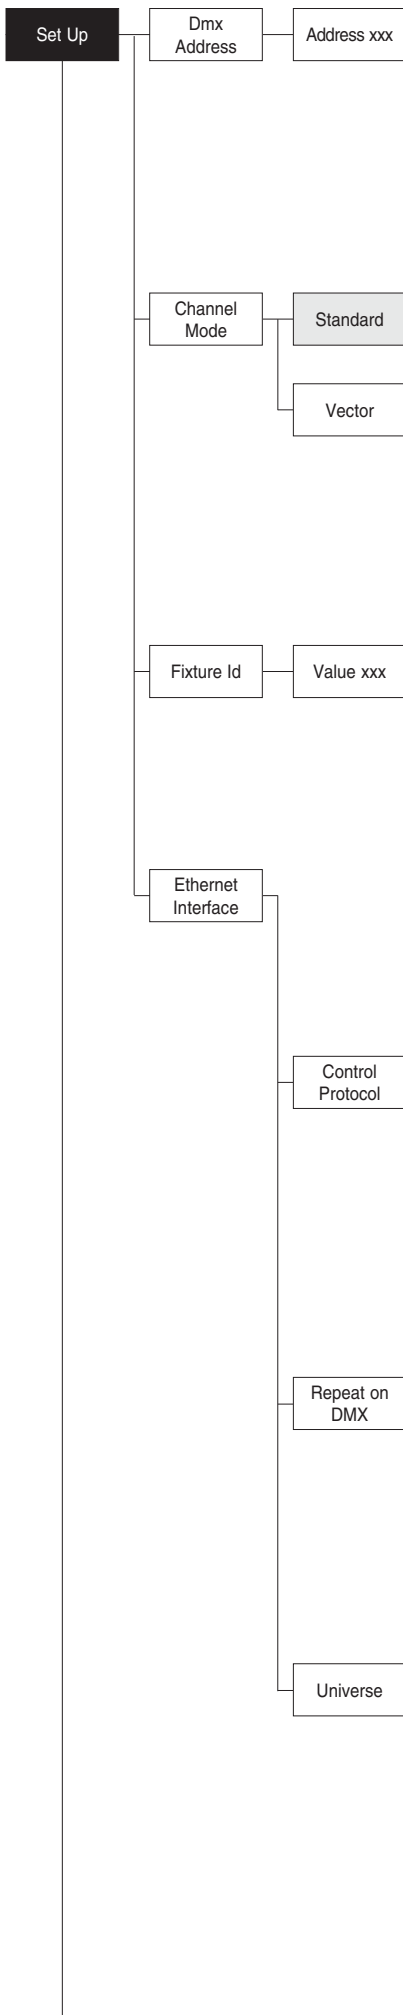 Set Up
Dmx
Address
Address xxx
Channel
Mode
Standard
Vector
Fixture Id
Value xxx
Ethernet
Interface
Control
Protocol
Repeat on
DMX
Universe